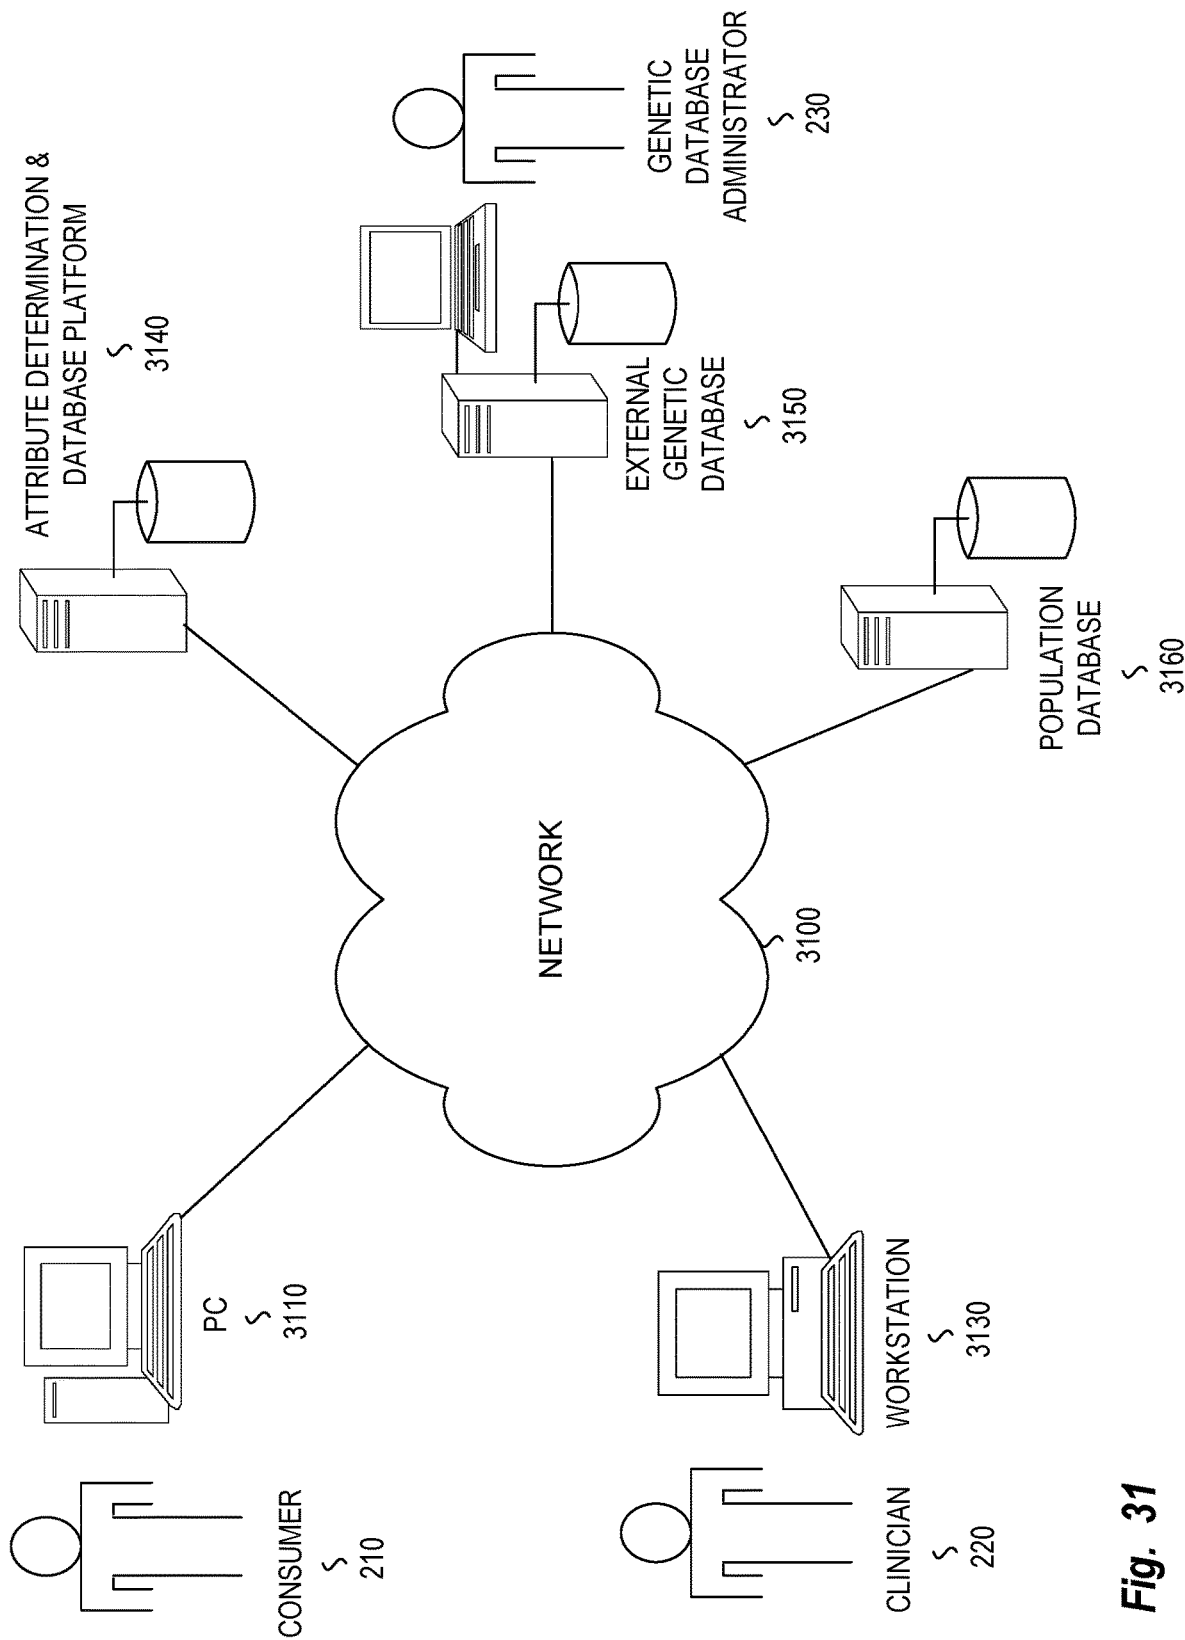 ATTRIBUTE DETERMINATION &
DATABASE PLATFORM
3140
PC
3110
CONSUMER
210
NETWORK
3100
EXTERNAL
GENETIC
DATABASE
3150
GENETIC
DATABASE
ADMINISTRATOR
230
WORKSTATION
3130
CLINICIAN
220
POPULATION
DATABASE
3160
Fig. 31